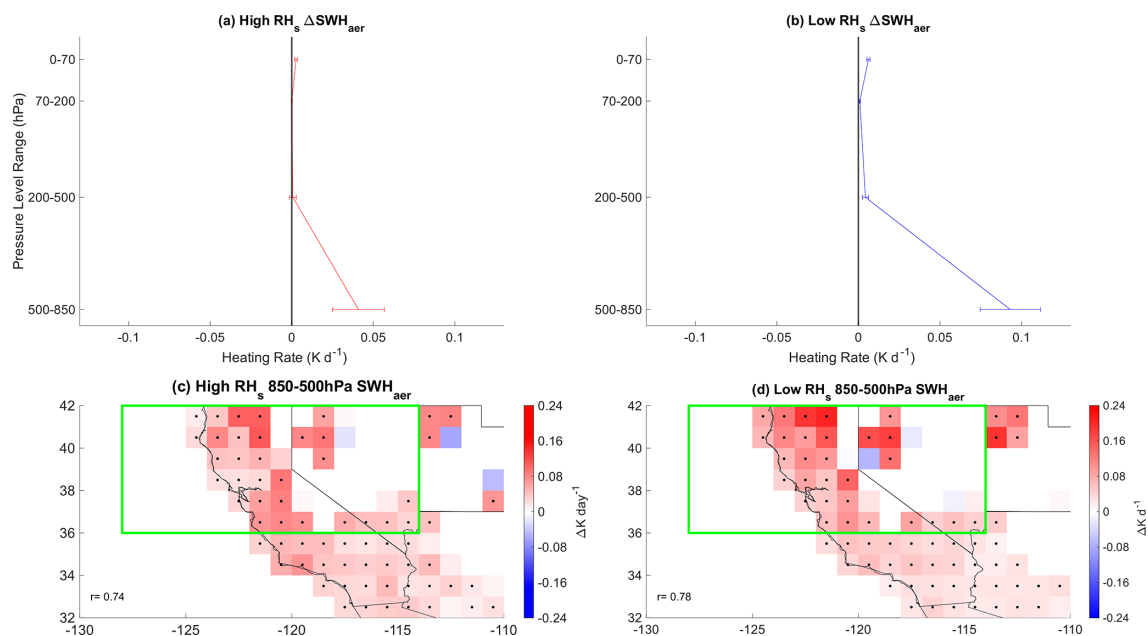 (a) High RHs ΔSWHaer
(b) Low RHs ΔSWHaer
Pressure Level Range (hPa)
0-70
70-200
200-500
500-850
0-70
70-200
200-500
500-850
-0.1 -0.05 0 0.05 0.1
Heating Rate (K d-1)
-0.1 -0.05 0 0.05 0.1
Heating Rate (K d-1)
(c) High RHs 850-500hPa SWHaer
42
40
38
36
34
32
r= 0.74
-125 -120 -115 -110
0.24
0.16
0.08
0
-0.08
-0.16
-0.24
ΔK day-1
(d) Low RHs 850-500hPa SWHaer
42
40
38
36
34
32
r= 0.78
-125 -120 -115 -110
0.24
0.16
0.08
0
-0.08
-0.16
-0.24
ΔK d-1